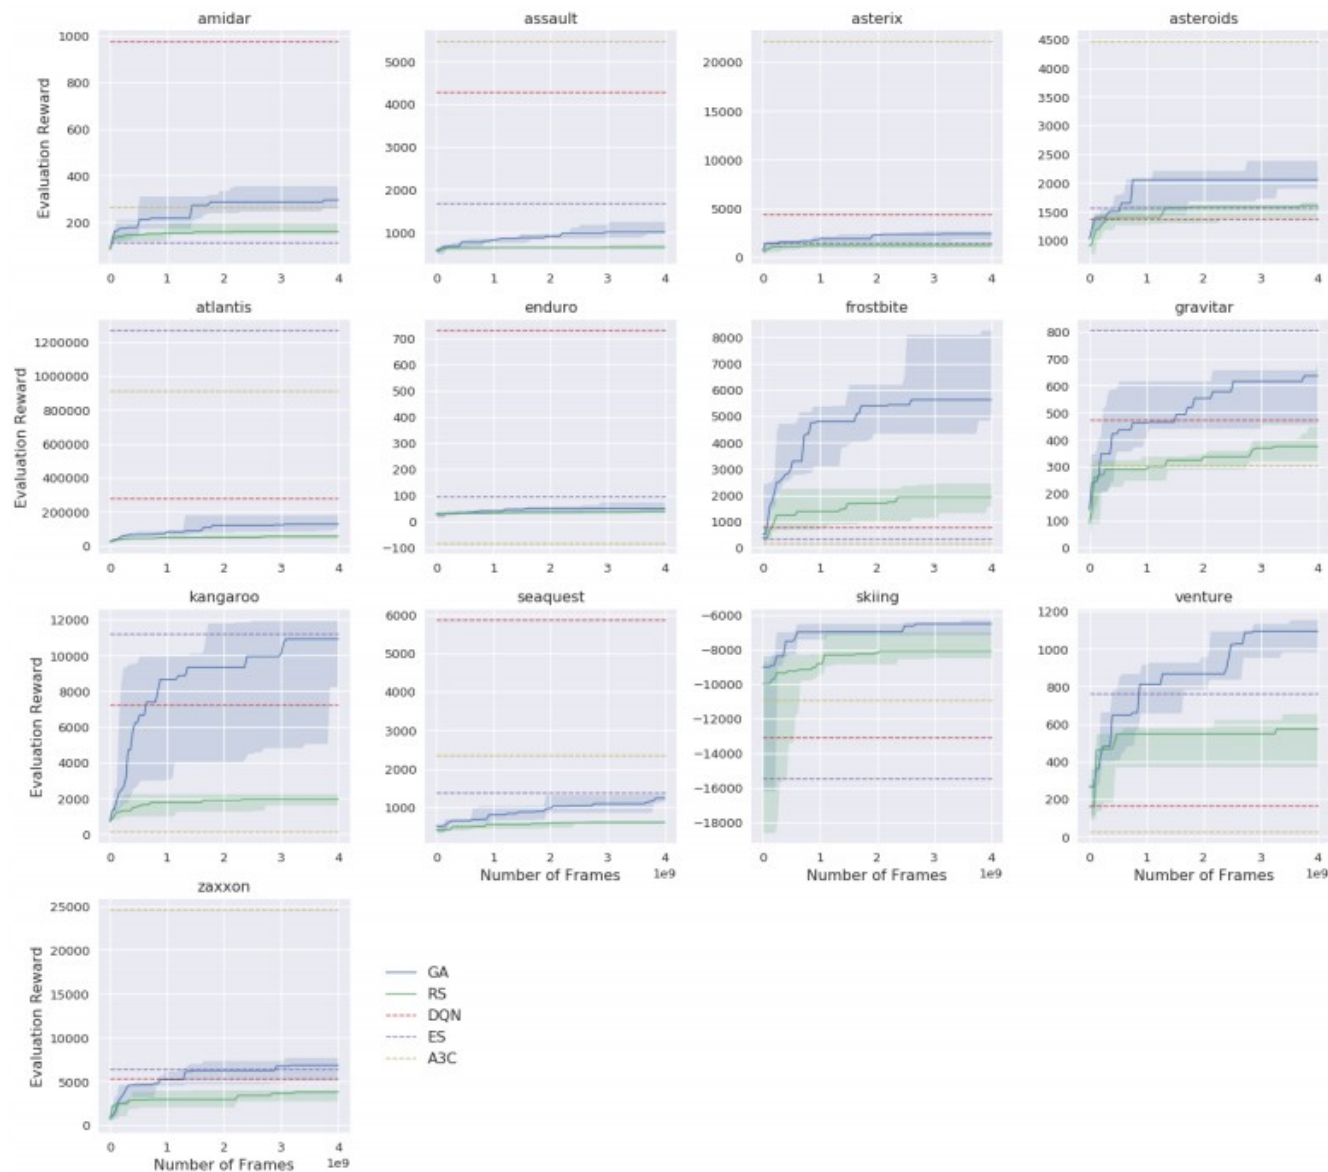 amidar
assault
asterix
asteroids
Evaluation Reward
1000
800
600
400
200
0 1 2 3 4
5000
4000
3000
2000
1000
0 1 2 3 4
20000
15000
10000
5000
0
0 1 2 3 4
4500
4000
3500
3000
2500
2000
1500
1000
0 1 2 3 4
atlantis
enduro
frostbite
gravitar
Evaluation Reward
1200000
1000000
800000
600000
400000
200000
0
0 1 2 3 4
700
600
500
400
300
200
100
0
−100
0 1 2 3 4
8000
7000
6000
5000
4000
3000
2000
1000
0
0 1 2 3 4
800
700
600
500
400
300
200
100
0
0 1 2 3 4
kangaroo
seaquest
skiing
venture
Evaluation Reward
12000
10000
8000
6000
4000
2000
0
0 1 2 3 4
6000
5000
4000
3000
2000
1000
0 1 2 3 4
Number of Frames 1e9
−6000
−8000
−10000
−12000
−14000
−16000
−18000
0 1 2 3 4
Number of Frames 1e9
1200
1000
800
600
400
200
0
0 1 2 3 4
Number of Frames 1e9
zaxxon
Evaluation Reward
25000
20000
15000
10000
5000
0
0 1 2 3 4
Number of Frames 1e9
GA
RS
DQN
ES
A3C